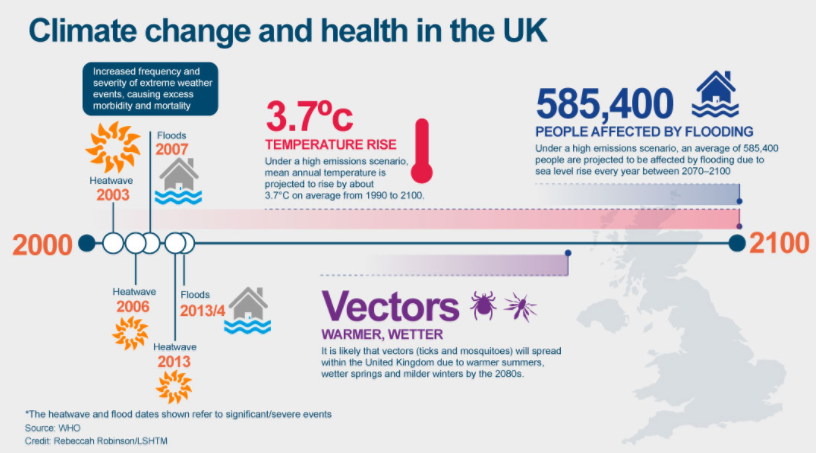 Climate change and health in the UK
Increased frequency and
severity of extreme weather
events, causing excess
morbidity and mortality
Floods
2007
Heatwave
2003
3.7ºc
TEMPERATURE RISE
Under a high emissions scenario,
mean annual temperature is
projected to rise by about
3.7°C on average from 1990 to 2100.
585,400
PEOPLE AFFECTED BY FLOODING
Under a high emissions scenario, an average of 585,400
people are projected to be affected by flooding due to
sea level rise every year between 2070–2100
2000
2100
Heatwave
2006
Floods
2013/4
Heatwave
2013
Vectors
WARMER, WETTER
It is likely that vectors (ticks and mosquitoes) will spread
within the United Kingdom due to warmer summers,
wetter springs and milder winters by the 2080s.
*The heatwave and flood dates shown refer to significant/severe events
Source: WHO
Credit: Rebeccah Robinson/LSHTM